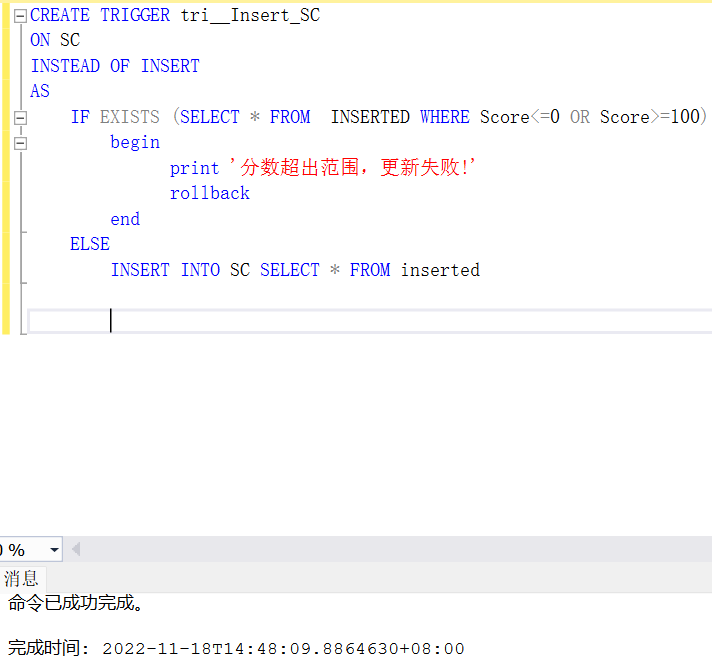 CREATE TRIGGER tri__Insert_SC
ON SC
INSTEAD OF INSERT
AS
IF EXISTS (SELECT * FROM  INSERTED WHERE Score<=0 OR Score>=100)
begin
print '分数超出范围，更新失败!'
rollback
end
ELSE
INSERT INTO SC SELECT * FROM inserted
0 %
消息
命令已成功完成。
完成时间: 2022-11-18T14:48:09.8864630+08:00